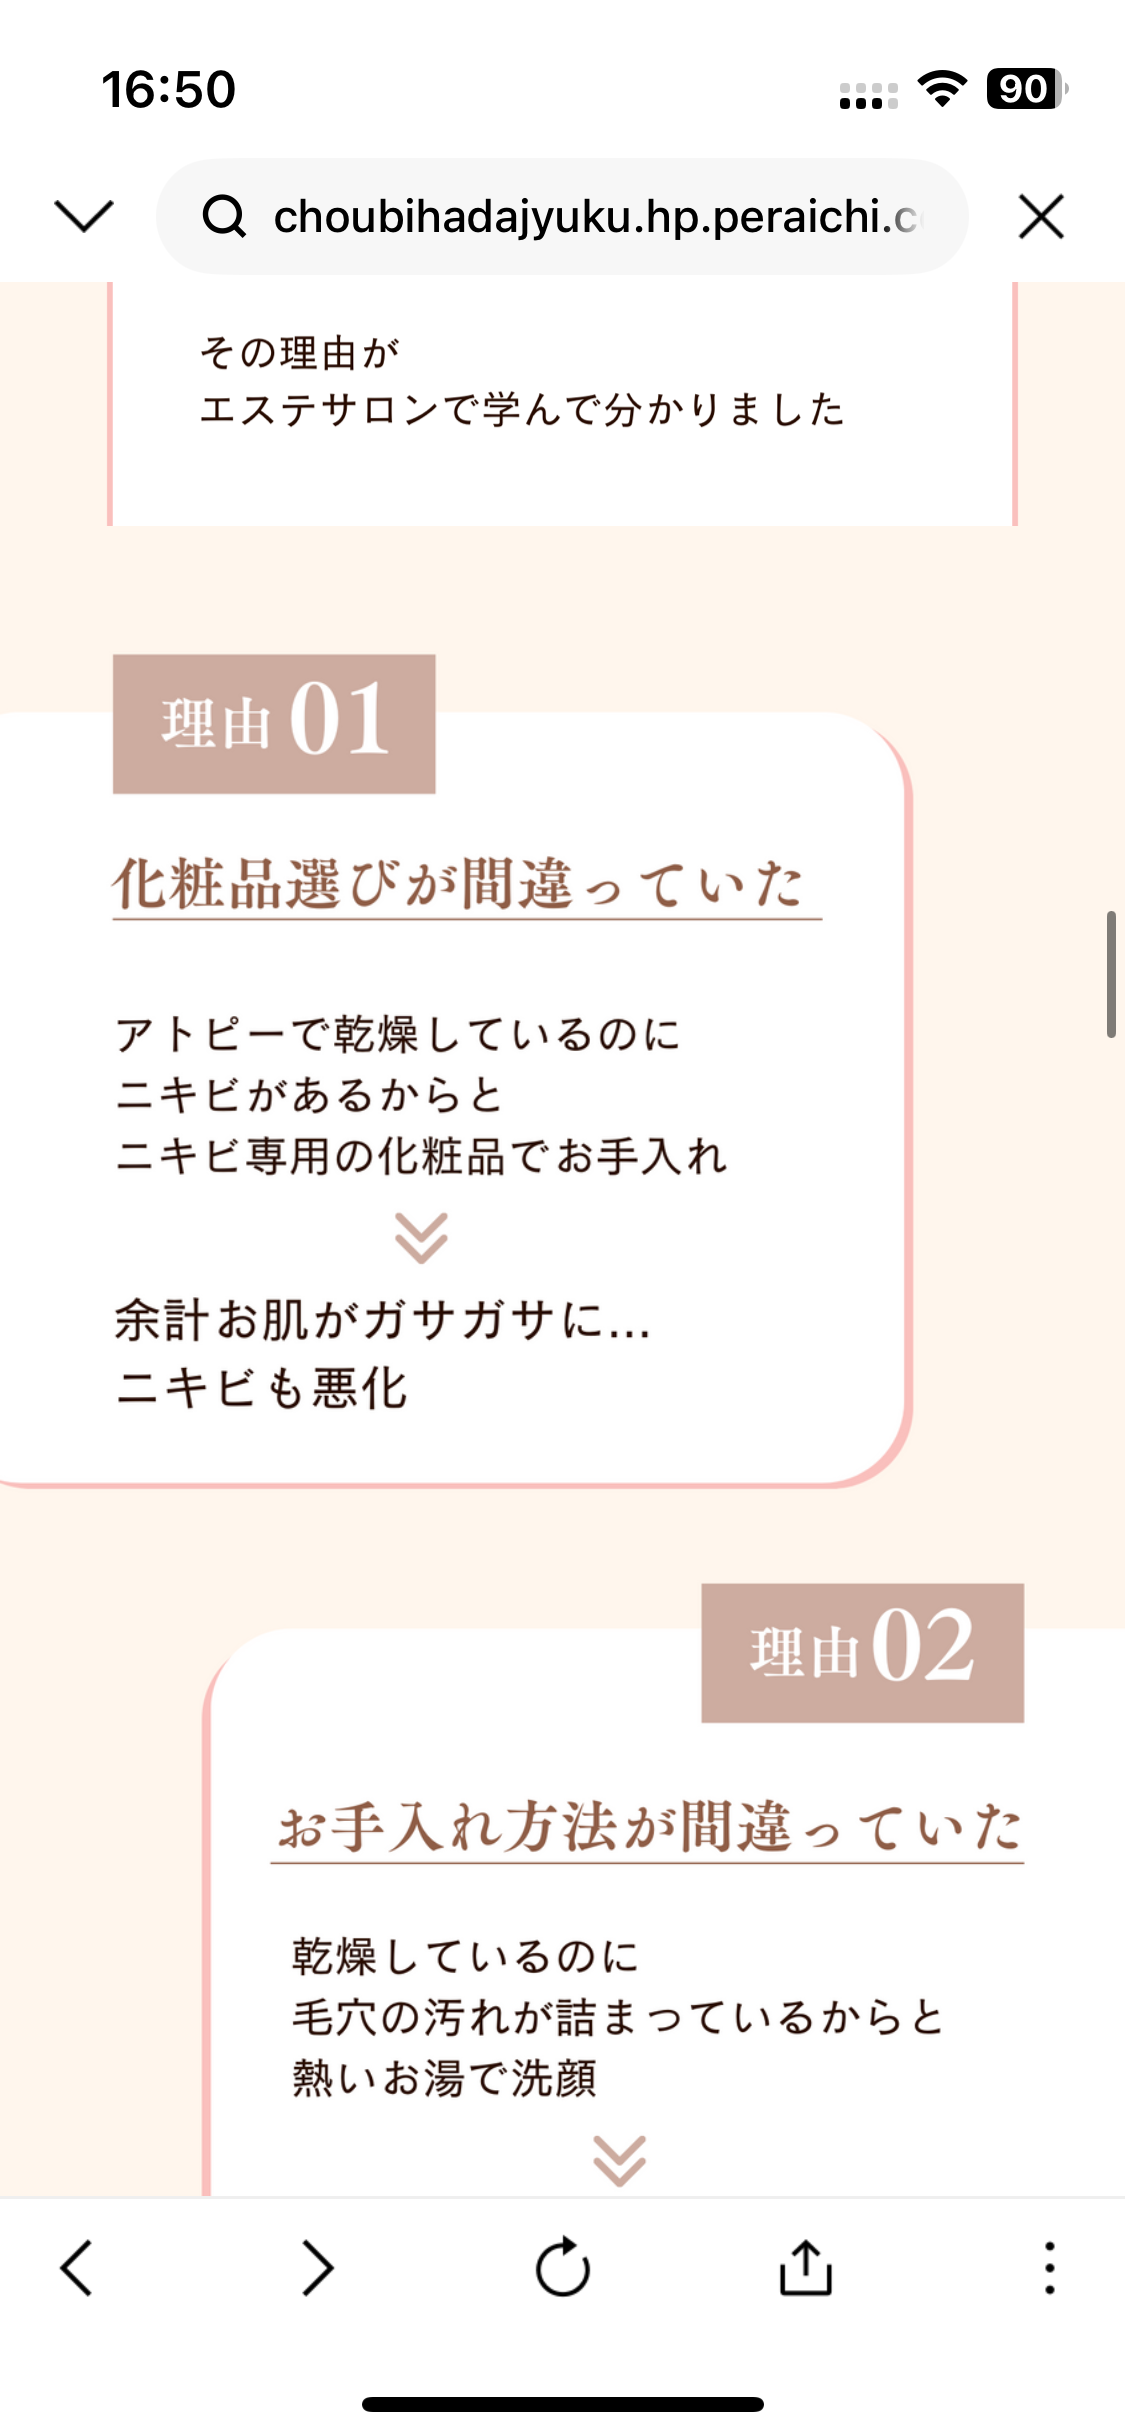 16:50
90
choubihadajyuku.hp.peraichi.c
その理由が
エステサロンで学んで分かりました
理由01
化粧品選びが間違っていた
アトピーで乾燥しているのに
ニキビがあるからと
ニキビ専用の化粧品でお手入れ
余計お肌がガサガサに...
ニキビも悪化
理由02
お手入れ方法が間違っていた
乾燥しているのに
毛穴の汚れが詰まっているからと
熱いお湯で洗顔